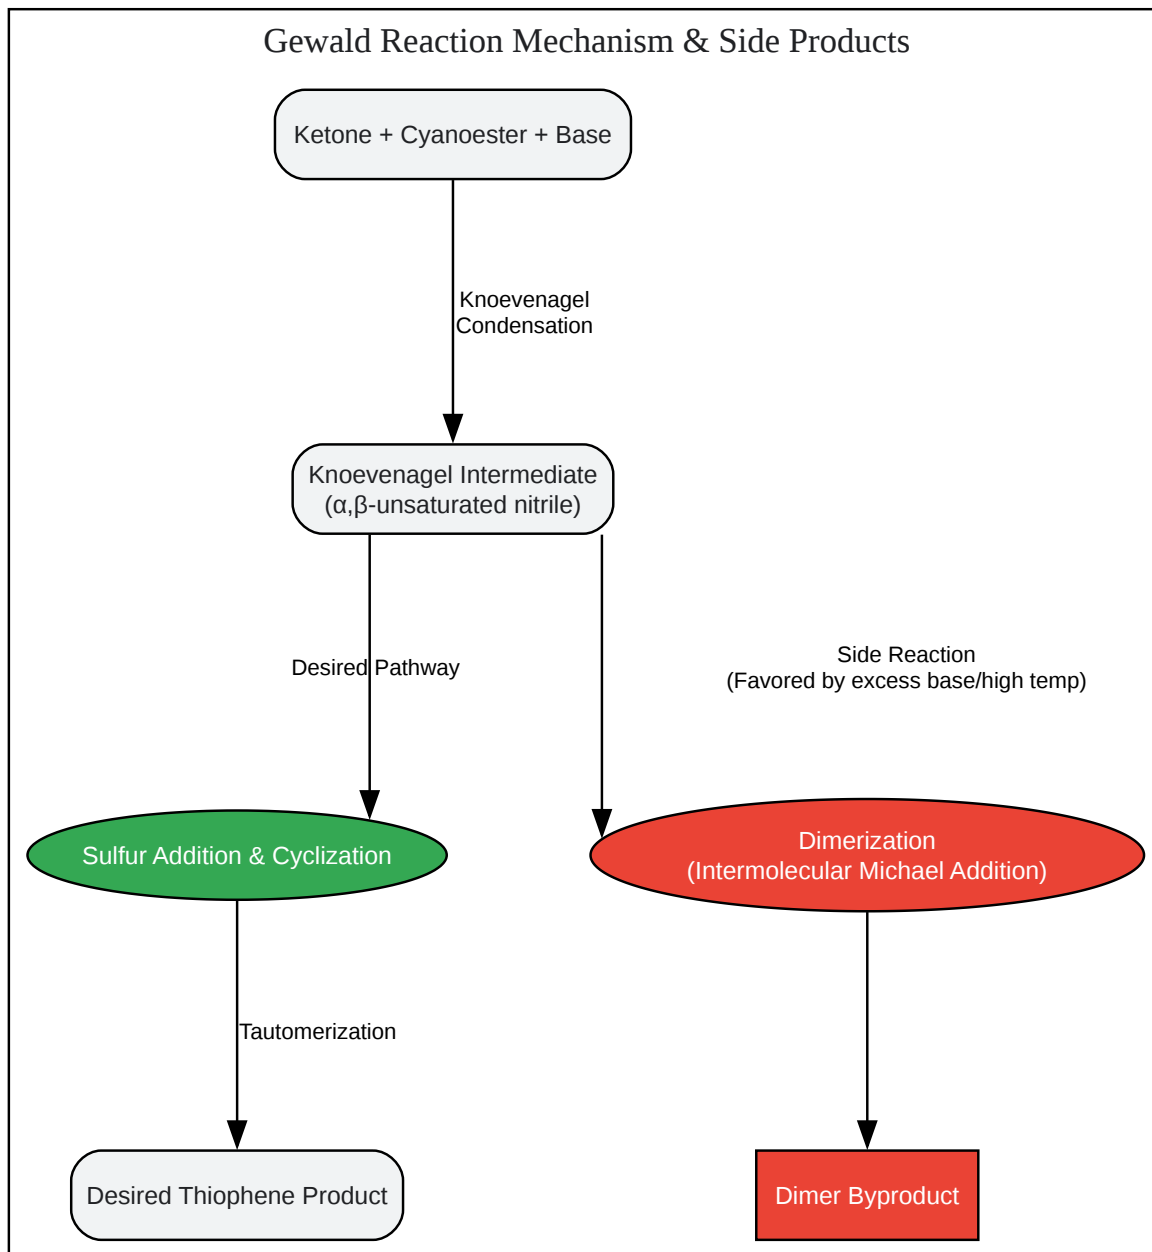 Gewald Reaction Mechanism & Side Products
Ketone + Cyanoester + Base
Knoevenagel
Condensation
Knoevenagel Intermediate
(α,β-unsaturated nitrile)
Desired Pathway
Side Reaction
(Favored by excess base/high temp)
Sulfur Addition & Cyclization
Dimerization
(Intermolecular Michael Addition)
Tautomerization
Desired Thiophene Product
Dimer Byproduct